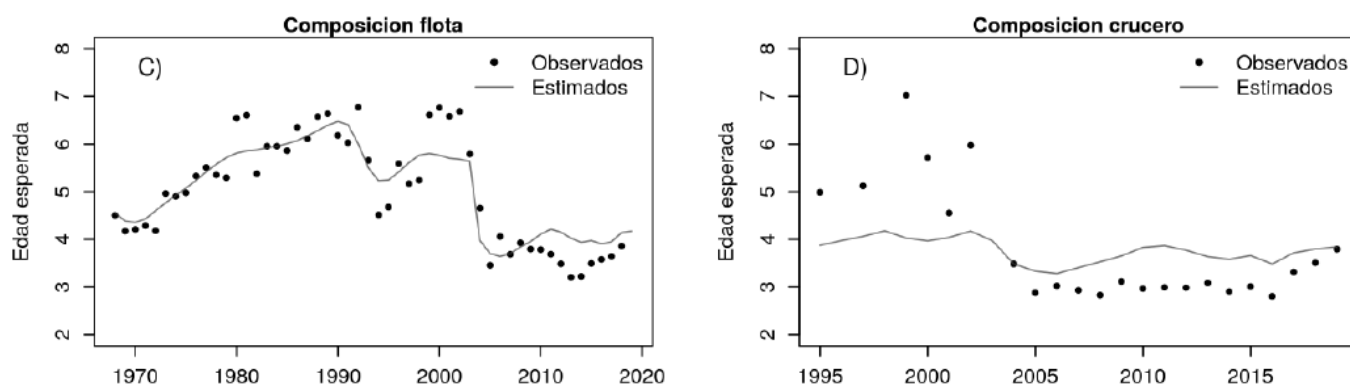 Composicion flota
C)
Observados
Estimados
Edad esperada
8
7
6
5
4
3
2
1970 1980 1990 2000 2010 2020
Composicion crucero
D)
Observados
Estimados
Edad esperada
8
7
6
5
4
3
2
1995 2000 2005 2010 2015